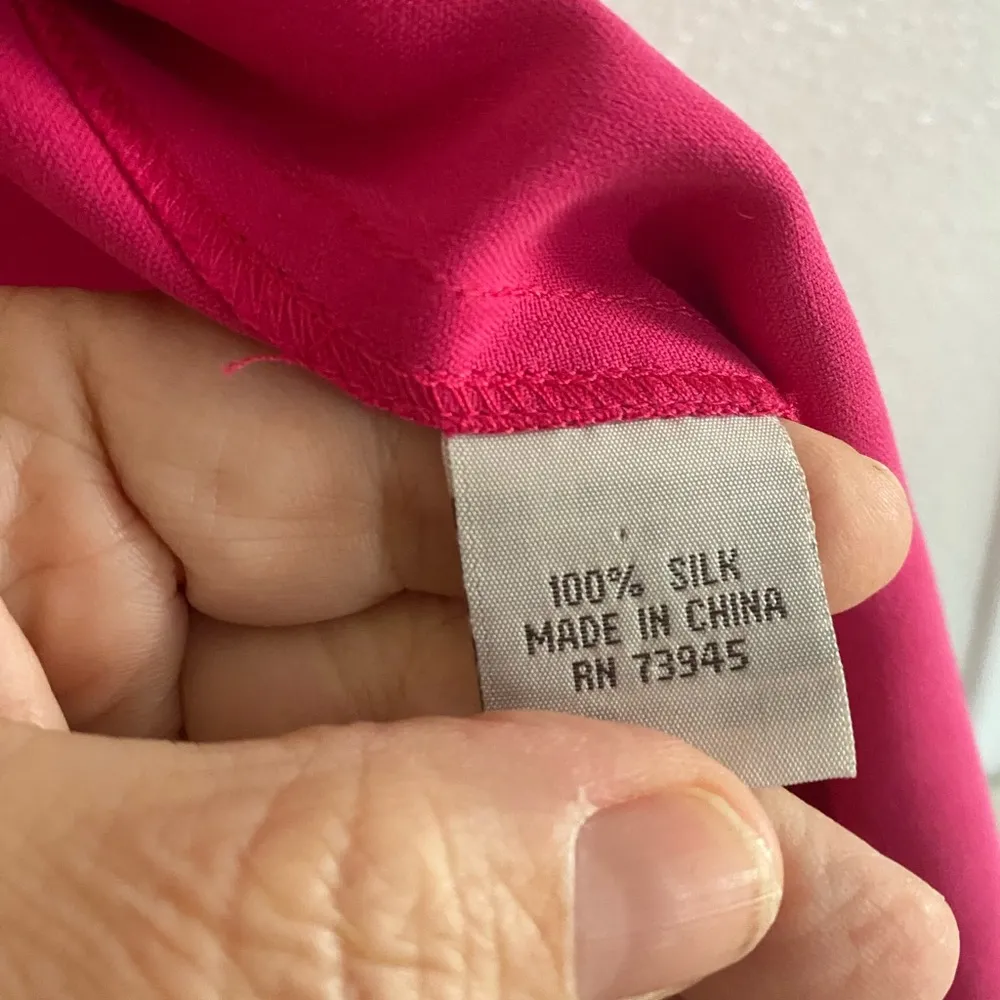 100% SILK
MADE IN CHINA
RN 73945